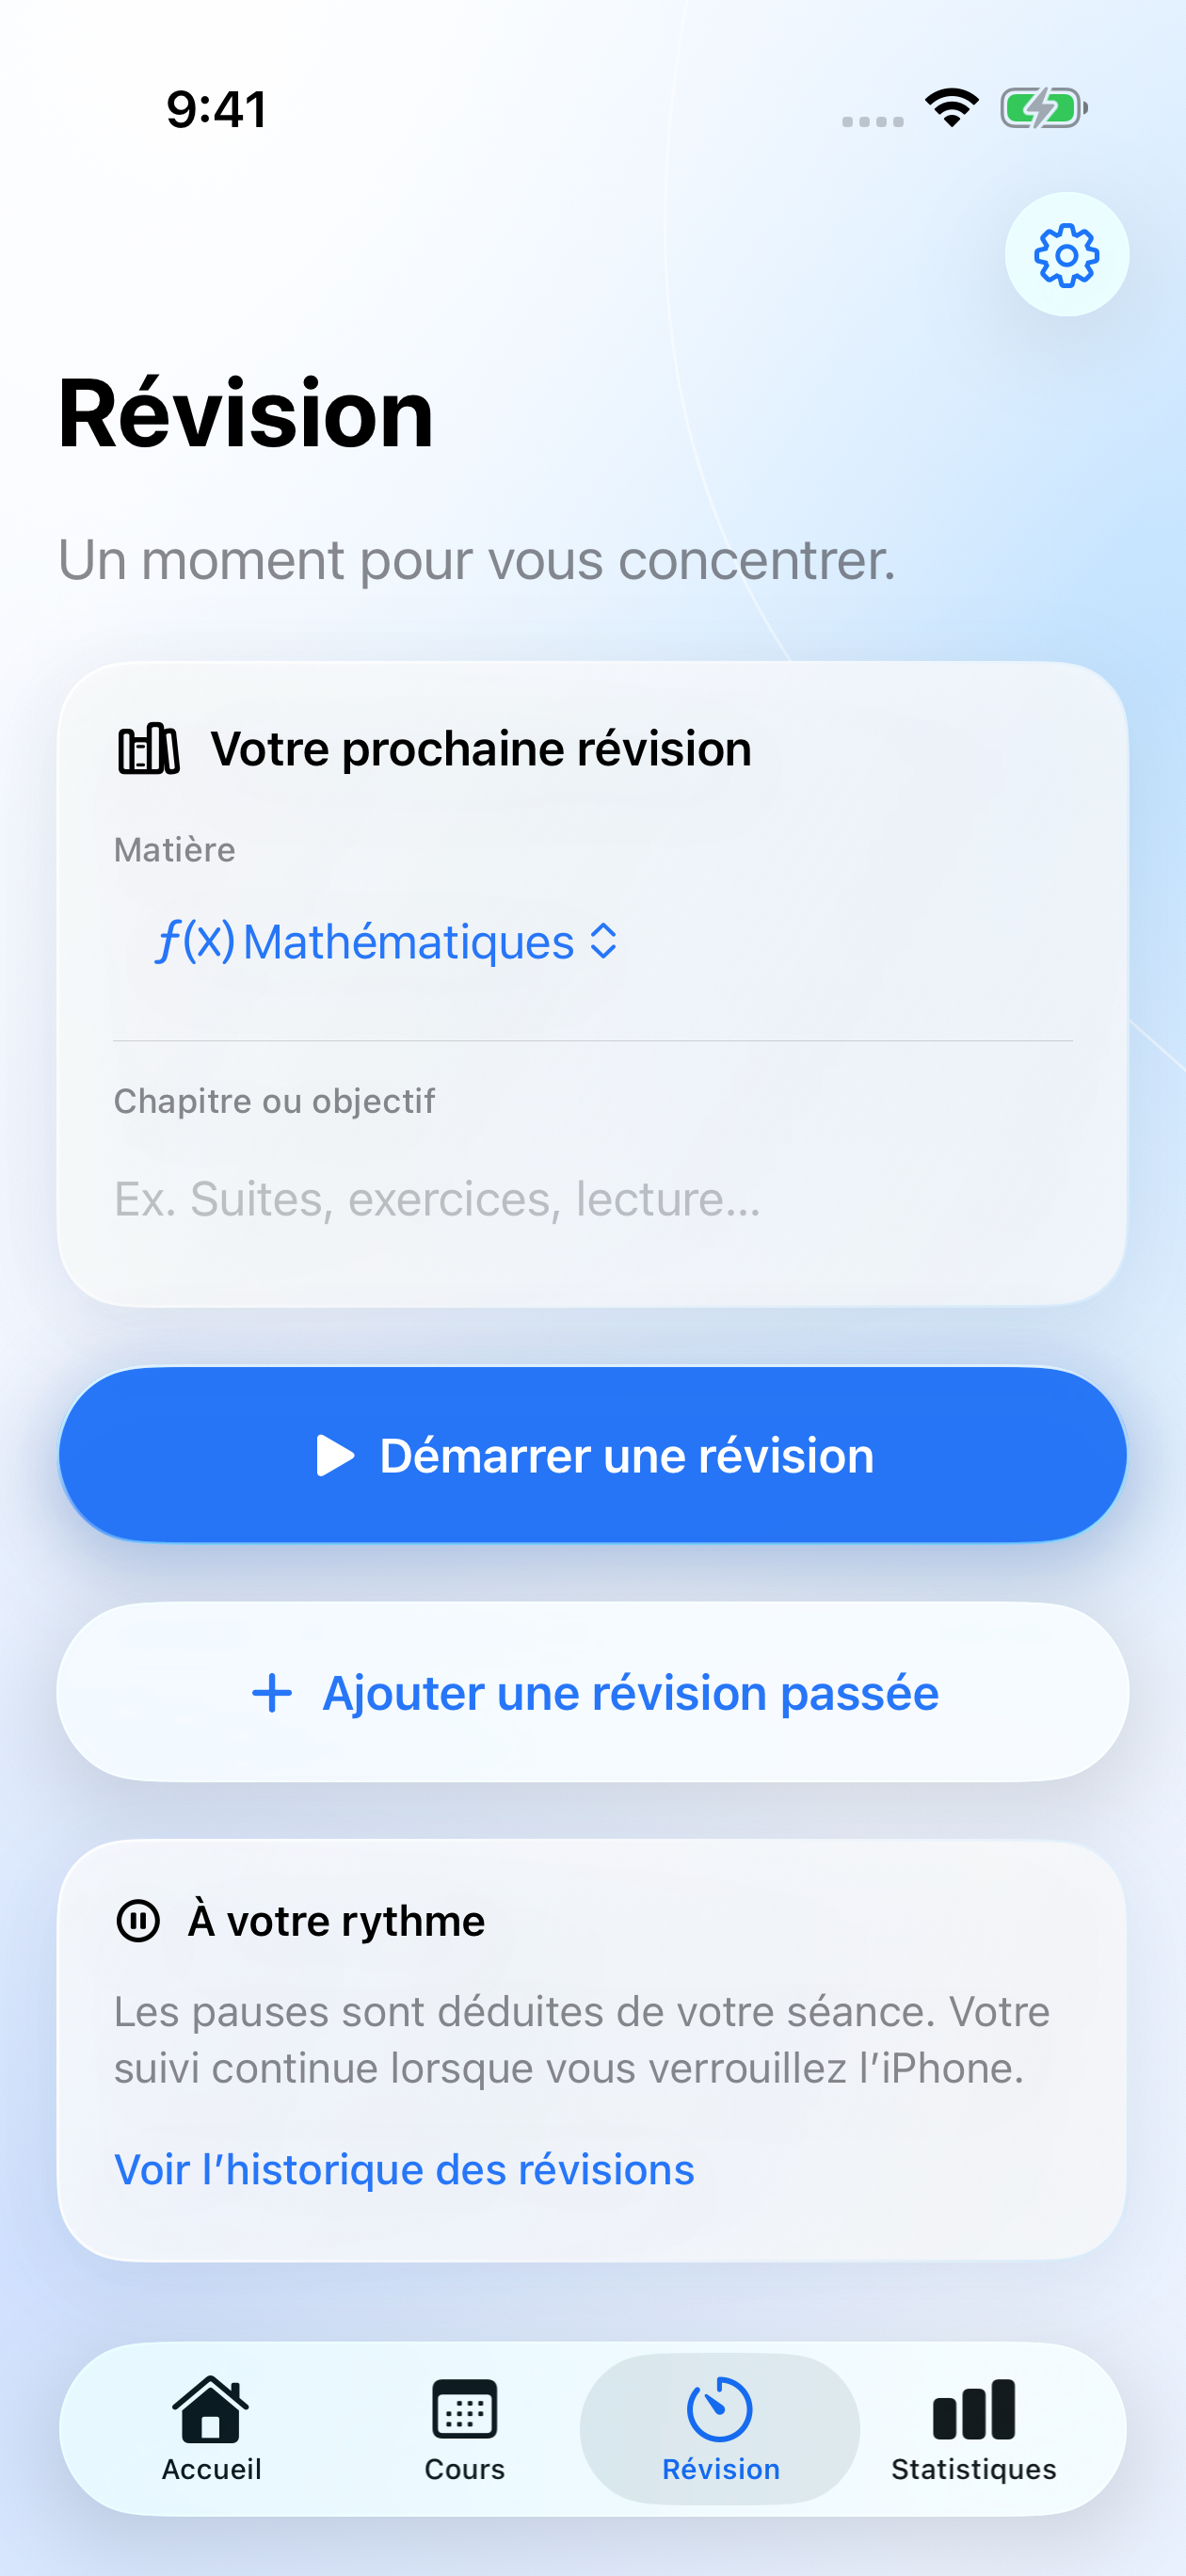 9:41
Révision
Un moment pour vous concentrer.
Votre prochaine révision
Matière
f(x) Mathématiques
Chapitre ou objectif
Ex. Suites, exercices, lecture...
Démarrer une révision
+ Ajouter une révision passée
À votre rythme
Les pauses sont déduites de votre séance. Votre
suivi continue lorsque vous verrouillez l’iPhone.
Voir l’historique des révisions
Accueil
Cours
Révision
Statistiques